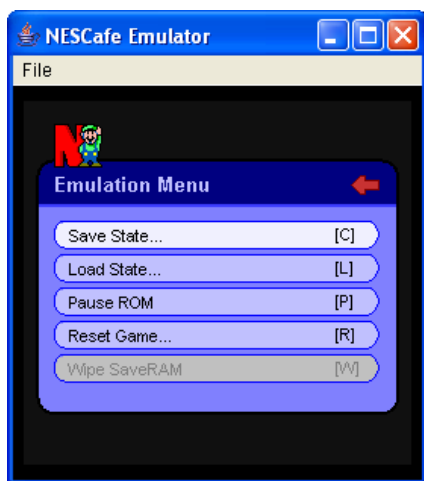 NESCafe Emulator
File
N
Emulation Menu
Save State... [C]
Load State... [L]
Pause ROM [P]
Reset Game... [R]
Wipe SaveRAM [W]